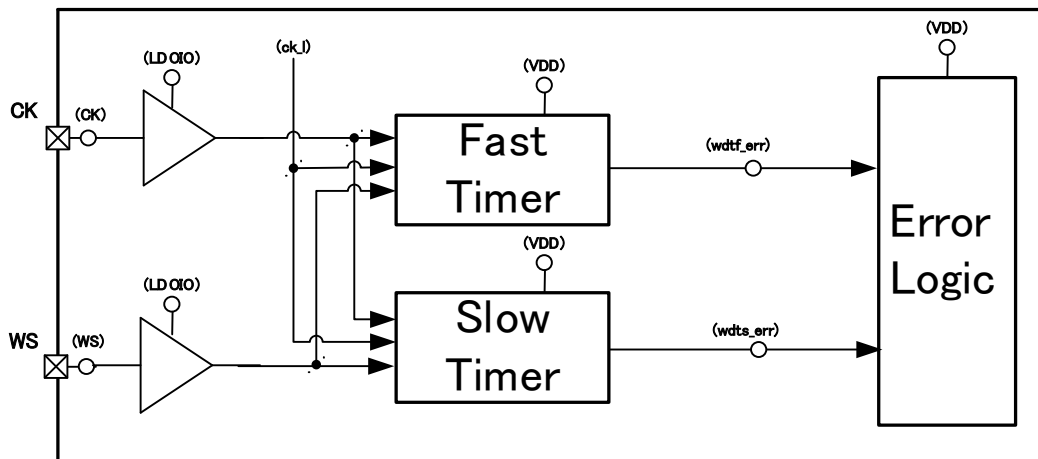 (VDD)
(LDOIO)
(ck_l)
(VDD)
CK
(CK)
Fast
Timer
(wdtf_err)
Error
Logic
(VDD)
(LDOIO)
WS
(WS)
Slow
Timer
(wdts_err)